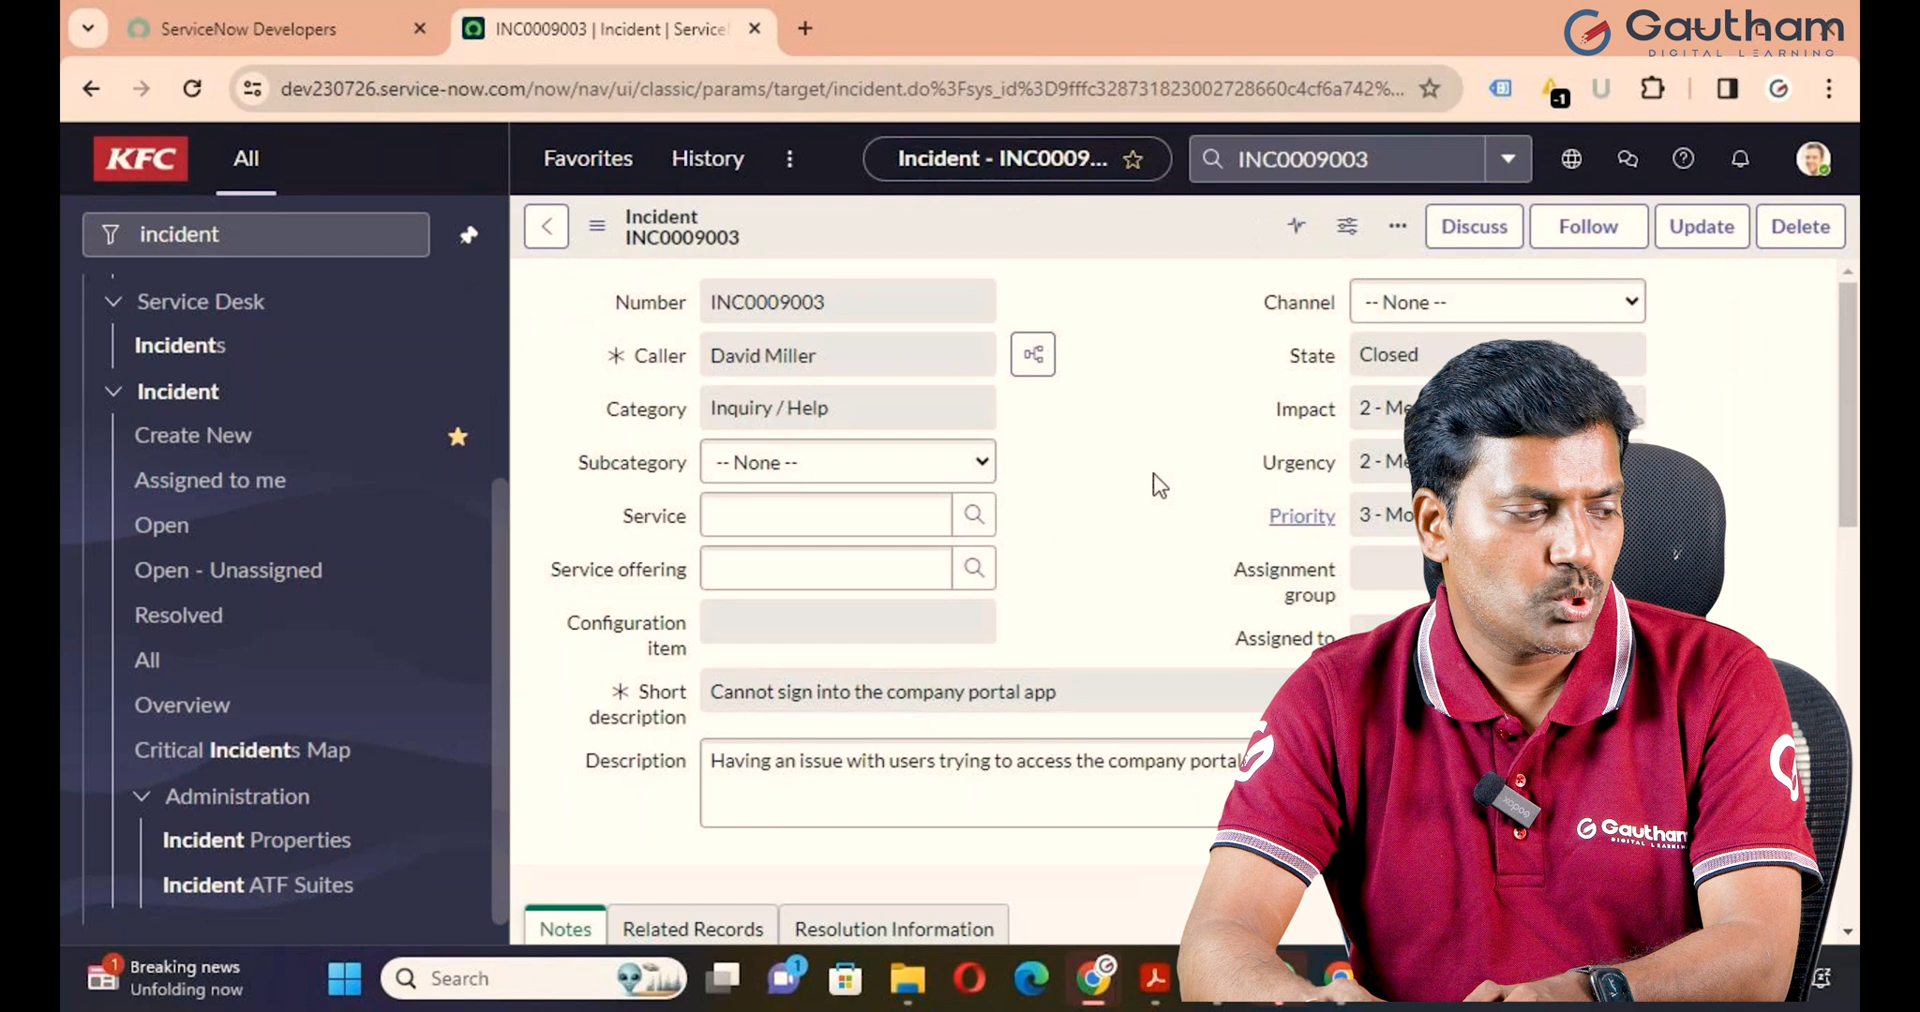 ServiceNow Developers
INC0009003 | Incident | Service
Gautham
DIGITAL LEARNING
dev230726.service-now.com/now/nav/ui/classic/params/target/incident.do%3Fsys_id%3D9fffc328731823002728660c4cf6a742%...
-1
KFC
All
Favorites
History
Incident - INC0009...
INC0009003
incident
Incident
INC0009003
Discuss
Follow
Update
Delete
Service Desk
Incidents
Incident
Create New
Assigned to me
Open
Open - Unassigned
Resolved
All
Overview
Critical Incidents Map
Administration
Incident Properties
Incident ATF Suites
Number INC0009003
Caller David Miller
Category Inquiry / Help
Subcategory -- None --
Service
Service offering
Configuration
item
Short Cannot sign into the company portal app
description
Description Having an issue with users trying to access the company portal
Channel -- None --
State Closed
Impact 2 - Me
Urgency 2 - Me
Priority 3 - Mo
Assignment
group
Assigned to
Notes
Related Records
Resolution Information
Gautham
DIGITAL LEARNING
1
Breaking news
Unfolding now
Search
1